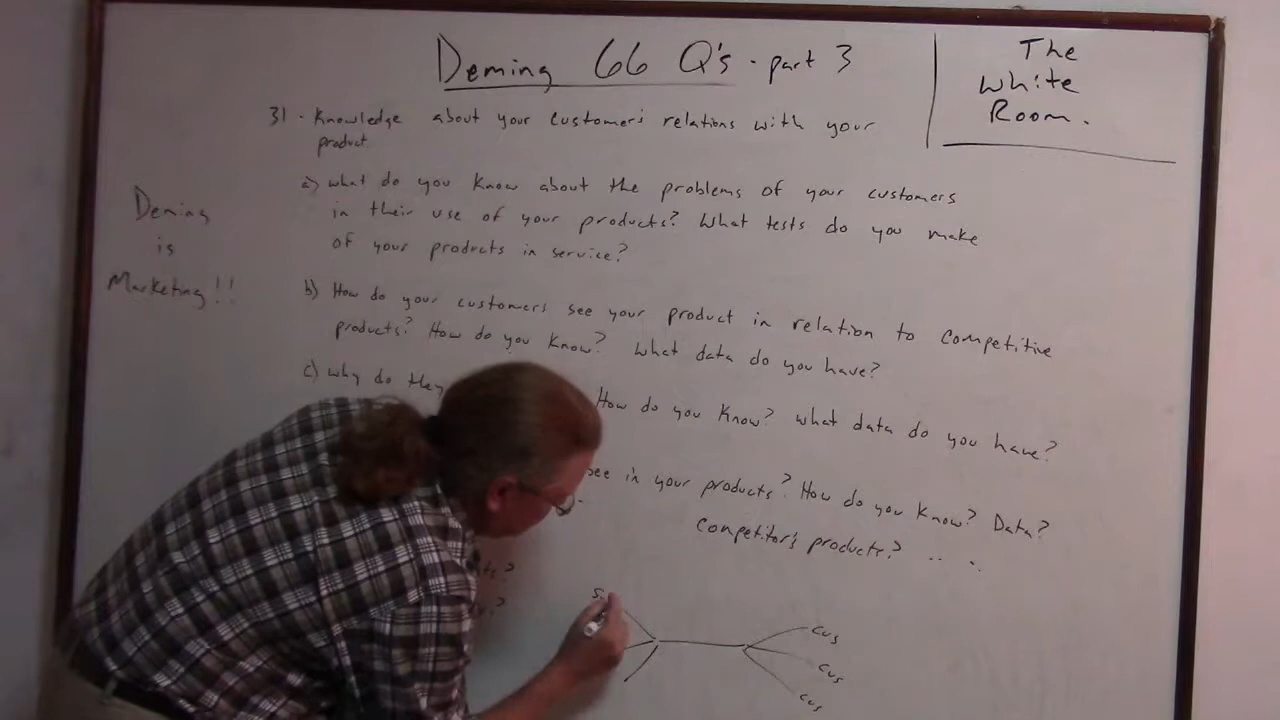 Deming 66 Q's - part 3
The
White
Room.
31 - Knowledge about your customer's relations with your
product.
a) what do you know about the problems of your customers
in their use of your products? What tests do you make
of your products in service?
Deming
is
Marketing!!
b) How do your customers see your product in relation to competitive
products? How do you know? What data do you have?
c) why do they How do you know? what data do you have?
see in your products? How do you know? Data?
competitor's products? .. ..
cus
cus
cus